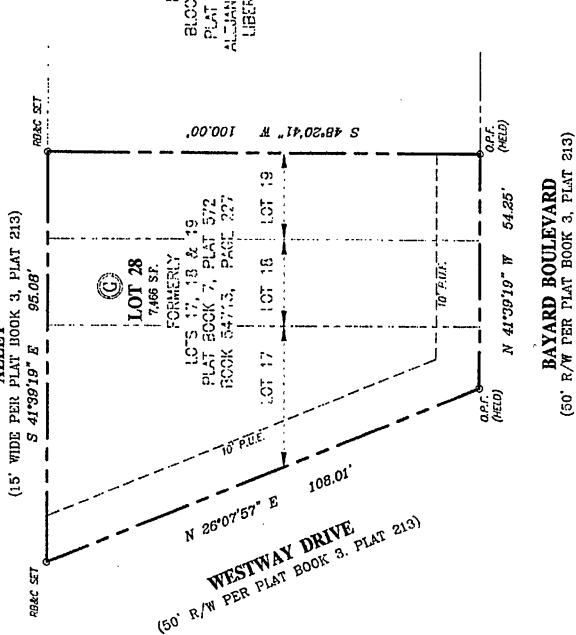 ALLEY
(15' WIDE PER PLAT BOOK 3, PLAT 213)
S 41°39'19" E 95.08'
RB&C SET
RB&C SET
BLOC
PLAT
LIBER
G
LOT 28
7,466 S.F.
FORMERLY
LOTS 17, 18 & 19
PLAT BOOK 7, PLAT 572
BOOK 54743, PAGE 227
S 48°20'41" W 100.00'
LOT 17
LOT 18
LOT 19
10' P.U.E.
10' P.U.E.
N 26°07'57" E 108.01'
WESTWAY DRIVE
(50' R/W PER PLAT BOOK 3, PLAT 213)
O.P.F.
(HELD)
N 41°39'19" W 54.25'
O.P.F.
(HELD)
BAYARD BOULEVARD
(50' R/W PER PLAT BOOK 3, PLAT 213)